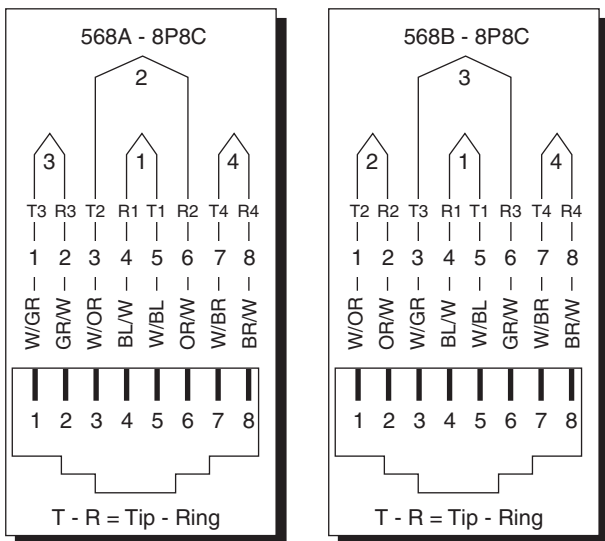 568A - 8P8C
2
3 1 4
T3 R3 T2 R1 T1 R2 T4 R4
1 2 3 4 5 6 7 8
W/GR GR/W W/OR BL/W W/BL OR/W W/BR BR/W
1 2 3 4 5 6 7 8
T - R = Tip - Ring
568B - 8P8C
3
2 1 4
T2 R2 T3 R1 T1 R3 T4 R4
1 2 3 4 5 6 7 8
W/OR OR/W W/GR BL/W W/BL GR/W W/BR BR/W
1 2 3 4 5 6 7 8
T - R = Tip - Ring